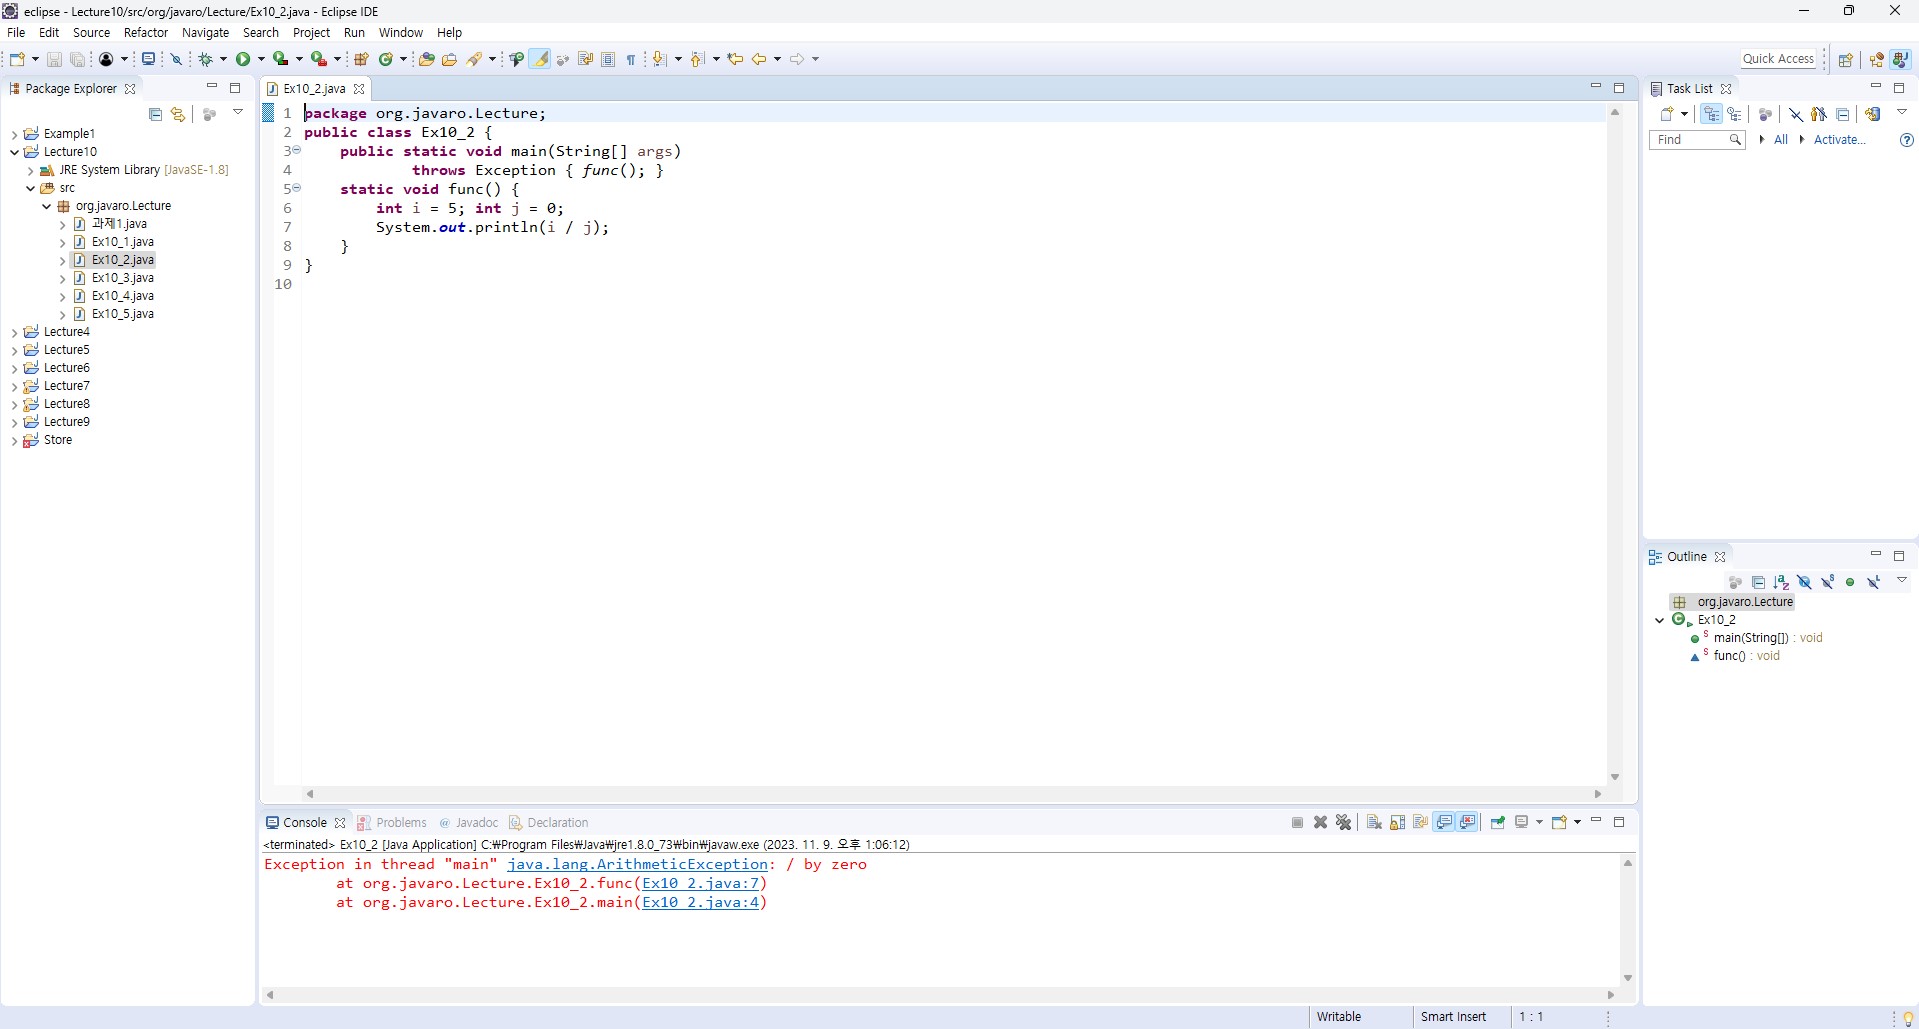 eclipse - Lecture10/src/org/javaro/Lecture/Ex10_2.java - Eclipse IDE
File Edit Source Refactor Navigate Search Project Run Window Help
Quick Access
Package Explorer
Example1
Lecture10
JRE System Library [JavaSE-1.8]
src
org.javaro.Lecture
과제1.java
Ex10_1.java
Ex10_2.java
Ex10_3.java
Ex10_4.java
Ex10_5.java
Lecture4
Lecture5
Lecture6
Lecture7
Lecture8
Lecture9
Store
Ex10_2.java
1 package org.javaro.Lecture;
2 public class Ex10_2 {
3 public static void main(String[] args)
4 throws Exception { func(); }
5 static void func() {
6 int i = 5; int j = 0;
7 System.out.println(i / j);
8 }
9 }
10
Task List
Find All Activate...
Outline
org.javaro.Lecture
Ex10_2
main(String[]) : void
func() : void
Console Problems @ Javadoc Declaration
<terminated> Ex10_2 [Java Application] C:₩Program Files₩Java₩jre1.8.0_73₩bin₩javaw.exe (2023. 11. 9. 오후 1:06:12)
Exception in thread "main" java.lang.ArithmeticException: / by zero
at org.javaro.Lecture.Ex10_2.func(Ex10_2.java:7)
at org.javaro.Lecture.Ex10_2.main(Ex10_2.java:4)
Writable Smart Insert 1 : 1